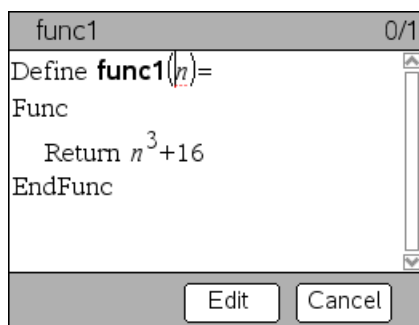 func1 0/1
Define func1(n)=
Func
Return n³+16
EndFunc
Edit Cancel